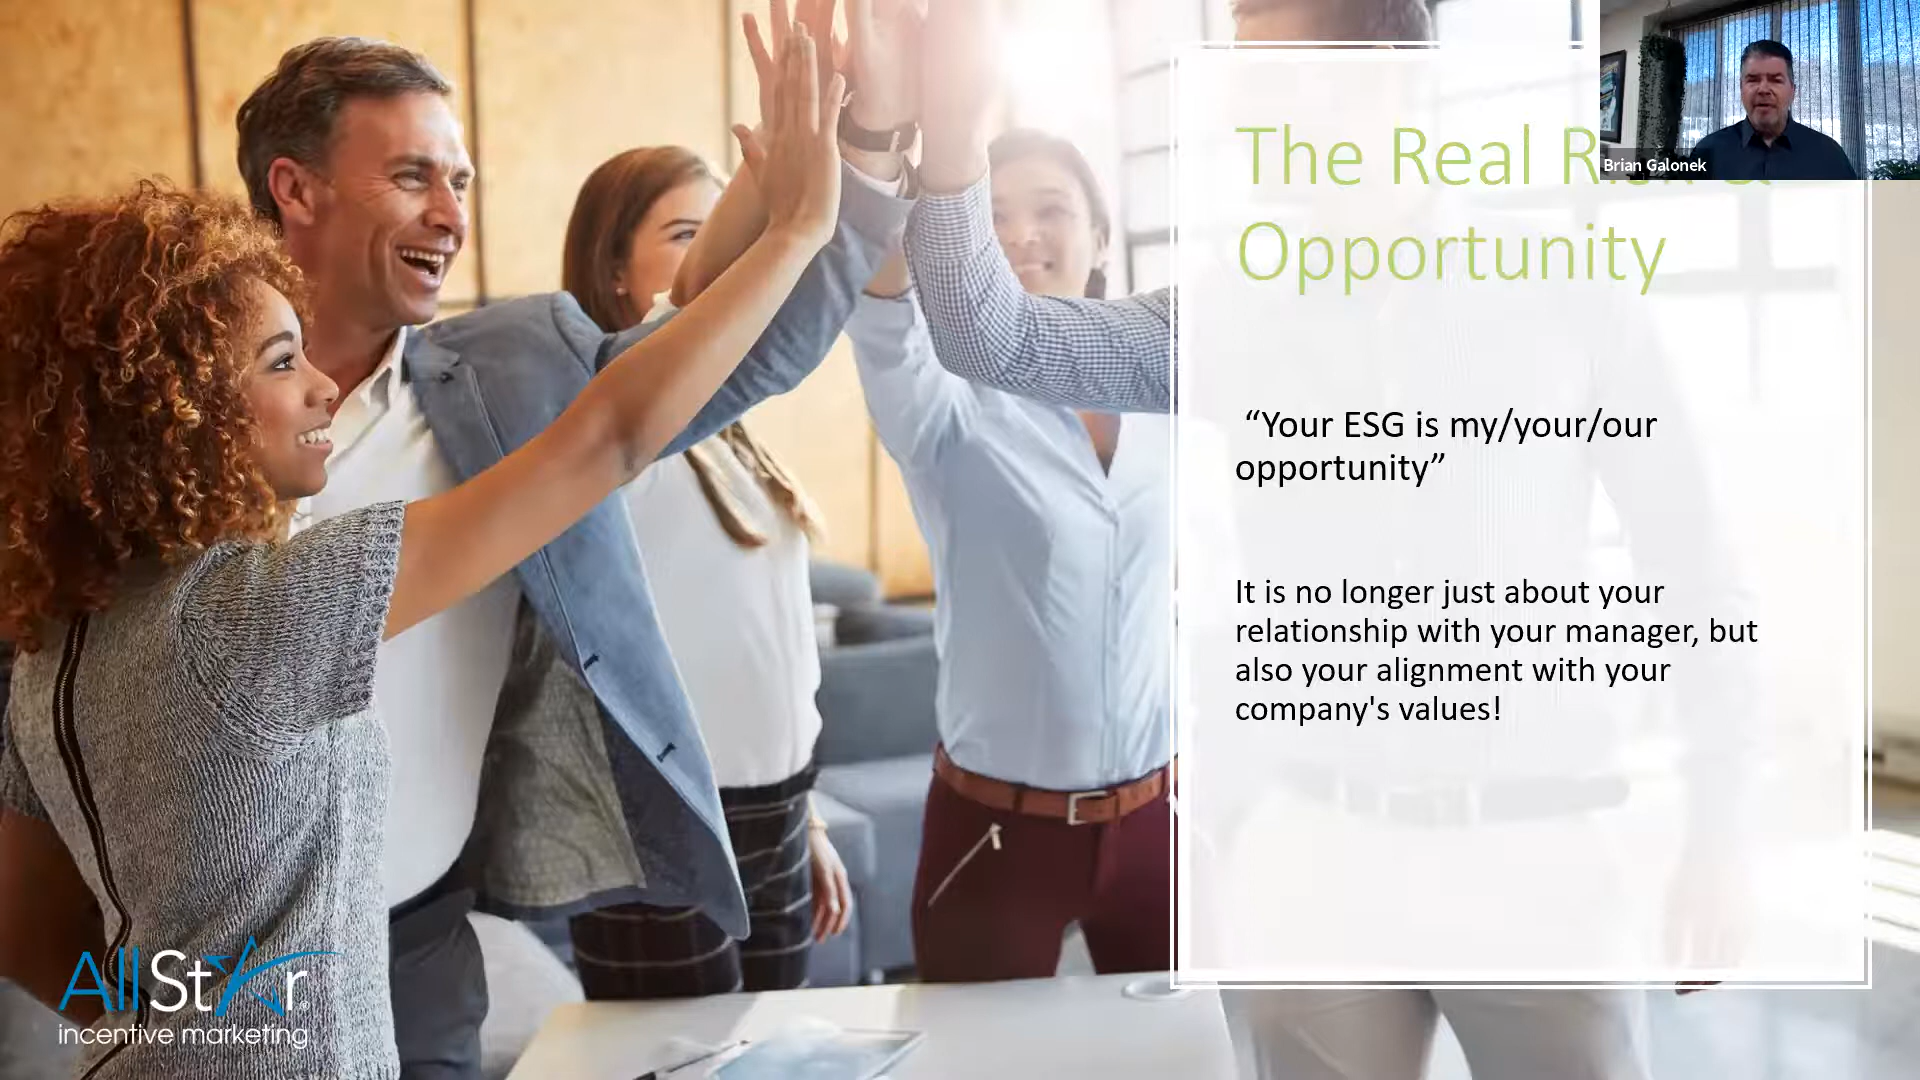 The Real Risk &
Opportunity
Brian Galonek
“Your ESG is my/your/our
opportunity”
It is no longer just about your
relationship with your manager, but
also your alignment with your
company's values!
AllStar
incentive marketing